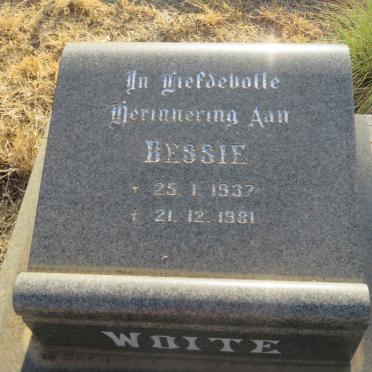 In Liefdevolle
Herinnering Aan
BESSIE
* 25. 1. 1937
† 21. 12. 1981
WHITE